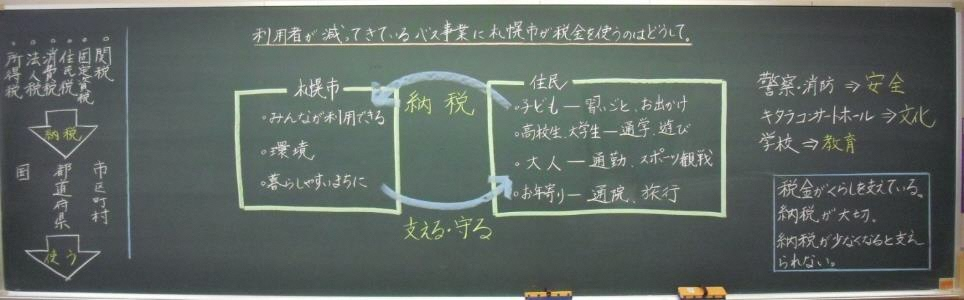 利用者が減ってきているバス事業に札幌市が税金を使うのはどうして。
。関税
。固定資産税
。住民税
。消費税
。法人税
。所得税
納税
市区町村
都道府県
国
使う
札幌市
。みんなが利用できる
。環境
。暮らしやすいまちに
納税
支える・守る
住民
。子ども — 習いごと、お出かけ
。高校生、大学生 — 通学、遊び
。大人 — 通勤、スポーツ観戦
。お年寄り — 通院、旅行
警察・消防 ⇒ 安全
キタラコンサートホール ⇒ 文化
学校 ⇒ 教育
税金がくらしを支えている。
納税が大切。
納税が少なくなると支え
られない。